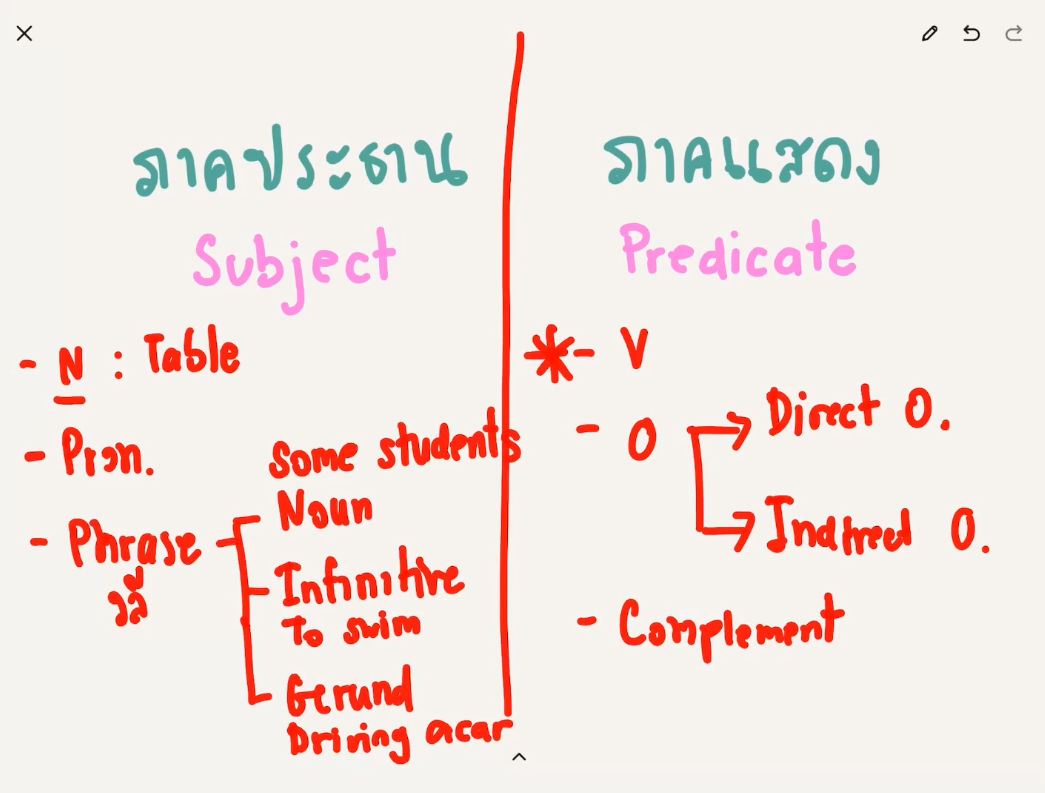 ภาคประธาน
Subject
- N : Table
- Pron.
- Phrase
วลี
Some students
Noun
Infinitive
To swim
Gerund
Driving a car
ภาคแสดง
Predicate
*- V
- O
Direct O.
Indirect O.
- Complement